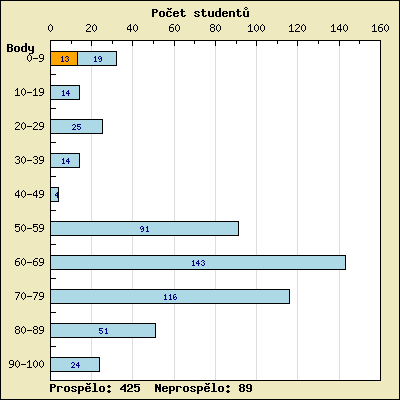 Počet studentů
0 20 40 60 80 100 120 140 160
Body
0-9 13 19
10-19 14
20-29 25
30-39 14
40-49 4
50-59 91
60-69 143
70-79 116
80-89 51
90-100 24
Prospělo: 425 Neprospělo: 89